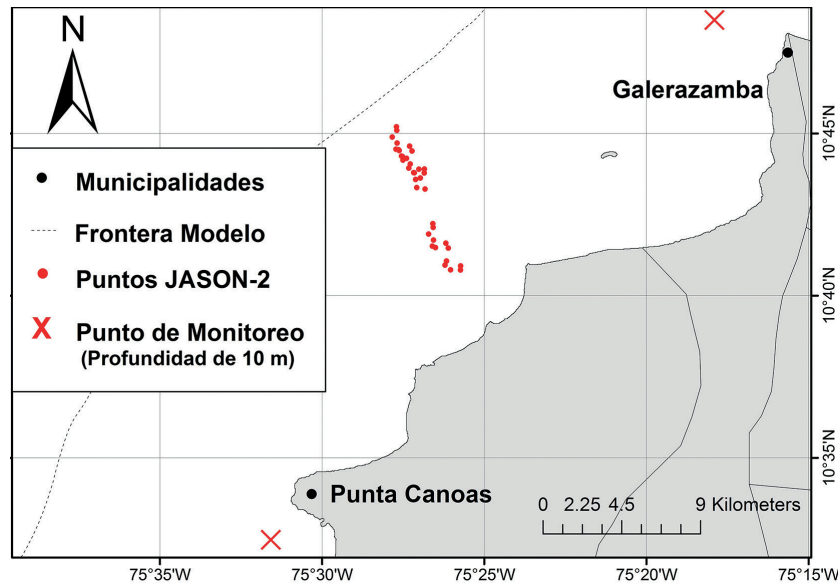 N
Galerazamba
10°45'N
Municipalidades
Frontera Modelo
Puntos JASON-2
10°40'N
Punto de Monitoreo
(Profundidad de 10 m)
10°35'N
Punta Canoas
0 2.25 4.5 9 Kilometers
75°35'W 75°30'W 75°25'W 75°20'W 75°15'W